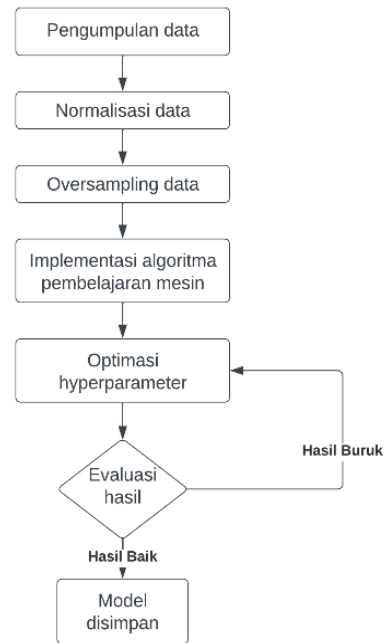 Pengumpulan data
Normalisasi data
Oversampling data
Implementasi algoritma
pembelajaran mesin
Optimasi
hyperparameter
Hasil Buruk
Evaluasi
hasil
Hasil Baik
Model
disimpan